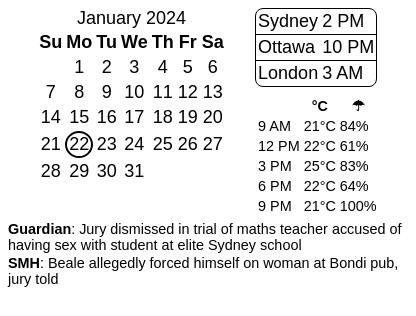 January 2024
Su Mo Tu We Th Fr Sa
1 2 3 4 5 6
7 8 9 10 11 12 13
14 15 16 17 18 19 20
21 22 23 24 25 26 27
28 29 30 31
Sydney 2 PM
Ottawa 10 PM
London 3 AM
°C ☂
9 AM 21°C 84%
12 PM 22°C 61%
3 PM 25°C 83%
6 PM 22°C 64%
9 PM 21°C 100%
Guardian: Jury dismissed in trial of maths teacher accused of
having sex with student at elite Sydney school
SMH: Beale allegedly forced himself on woman at Bondi pub,
jury told